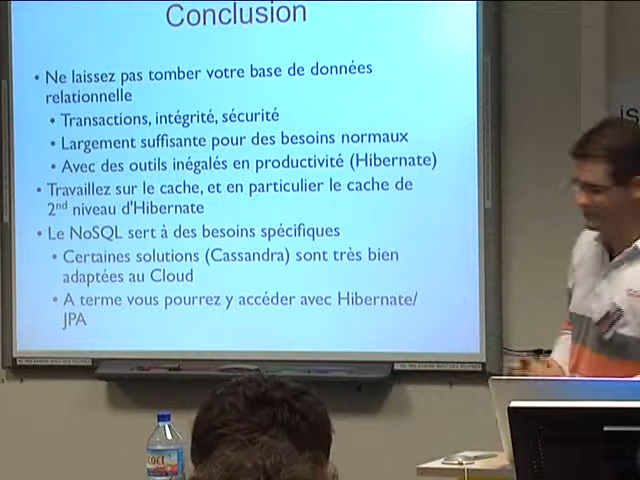 Conclusion
• Ne laissez pas tomber votre base de données
relationnelle
• Transactions, intégrité, sécurité
• Largement suffisante pour des besoins normaux
• Avec des outils inégalés en productivité (Hibernate)
• Travaillez sur le cache, et en particulier le cache de
2nd niveau d'Hibernate
• Le NoSQL sert à des besoins spécifiques
• Certaines solutions (Cassandra) sont très bien
adaptées au Cloud
• A terme vous pourrez y accéder avec Hibernate/
JPA